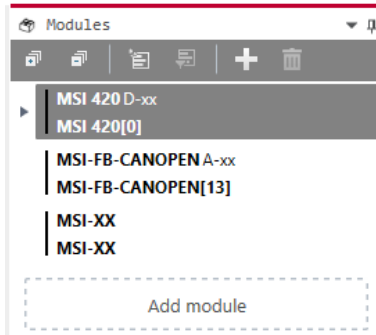 Modules
MSI 420 D-xx
MSI 420[0]
MSI-FB-CANOPEN A-xx
MSI-FB-CANOPEN[13]
MSI-XX
MSI-XX
Add module